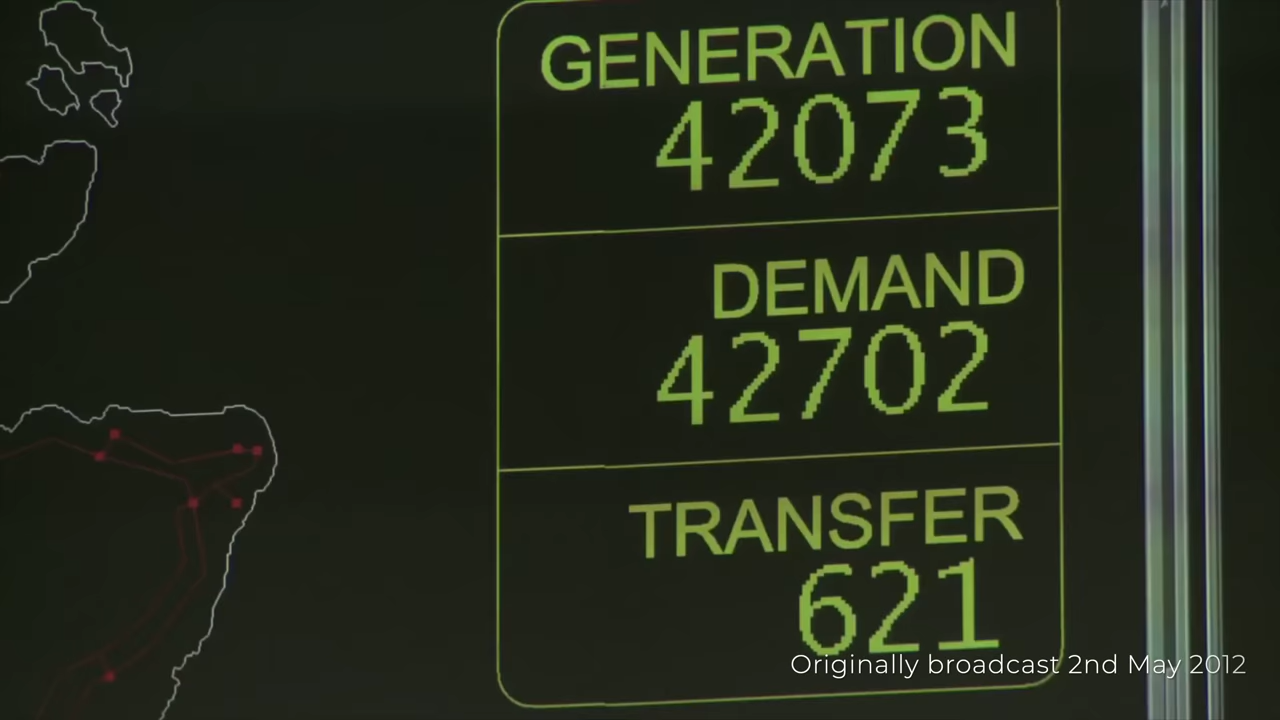 GENERATION
42073
DEMAND
42702
TRANSFER
621
Originally broadcast 2nd May 2012